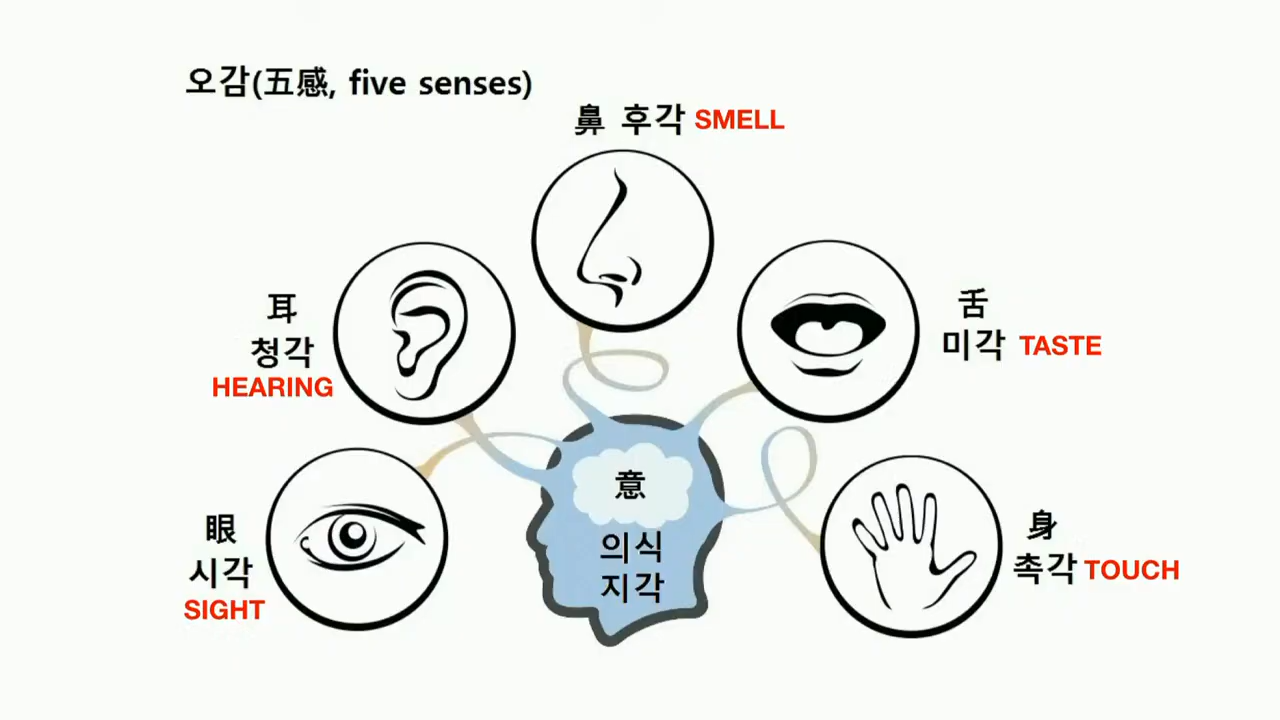 오감(五感, five senses)
鼻 후각 SMELL
耳
청각
HEARING
舌
미각 TASTE
眼
시각
SIGHT
意
의식
지각
身
촉각 TOUCH